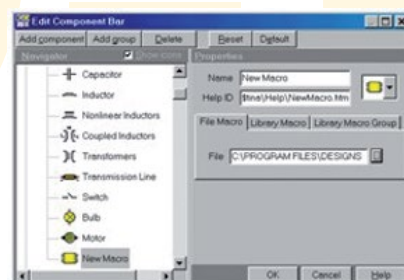 Edit Component Bar
Add component Add group Delete Reset Default
Navigator Show icons Properties
Capacitor
Inductor
Nonlinear Inductors
Coupled Inductors
Transformers
Transmission Line
Switch
Bulb
Motor
New Macro
Name New Macro
Help ID \Help\NewMacro.htm
File Macro Library Macro Library Macro Group
File C:\PROGRAM FILES\DESIGNS
OK Cancel Help